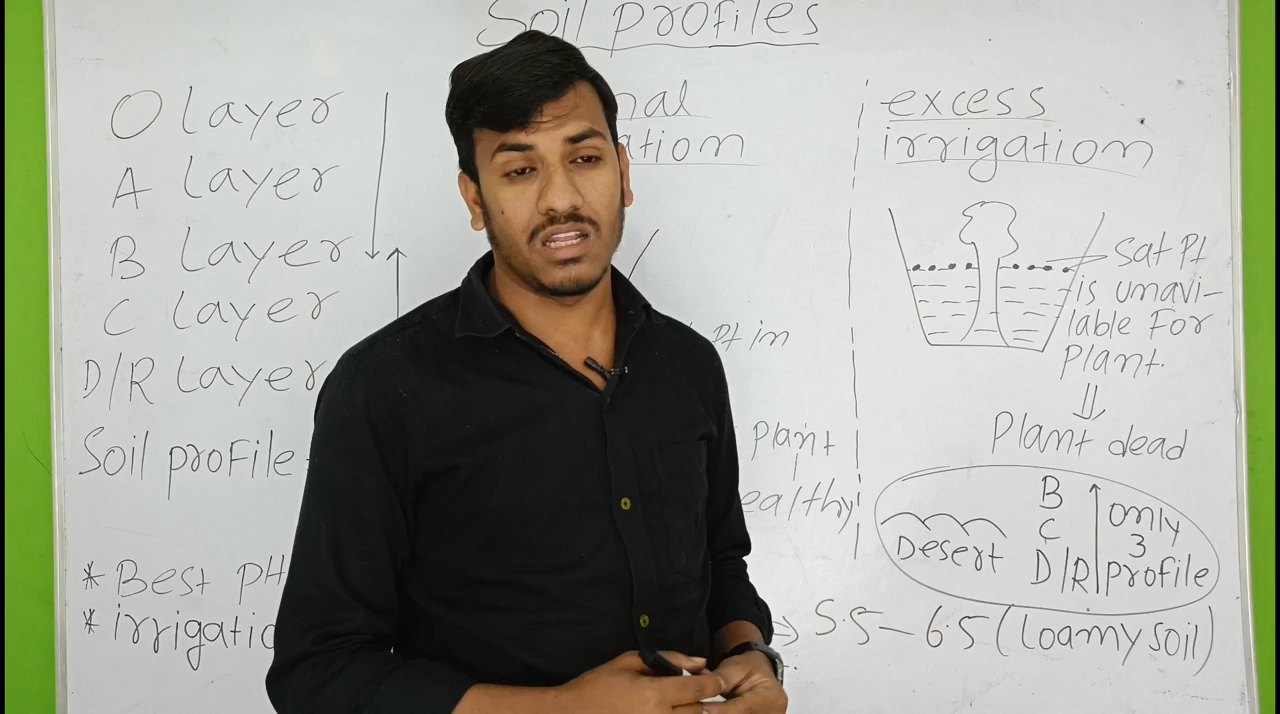 Soil profiles
O layer
A layer
B layer
C layer
D/R layer
Soil profile
* Best pH
* irrigatio
nal
ation
Pt in
Plant
ealthy
excess
irrigation
Sat Pt
is unavi-
lable For
Plant.
Plant dead
Desert
B
C
D/R
only
3
profile
→ 5.5 – 6.5 (loamy soil)